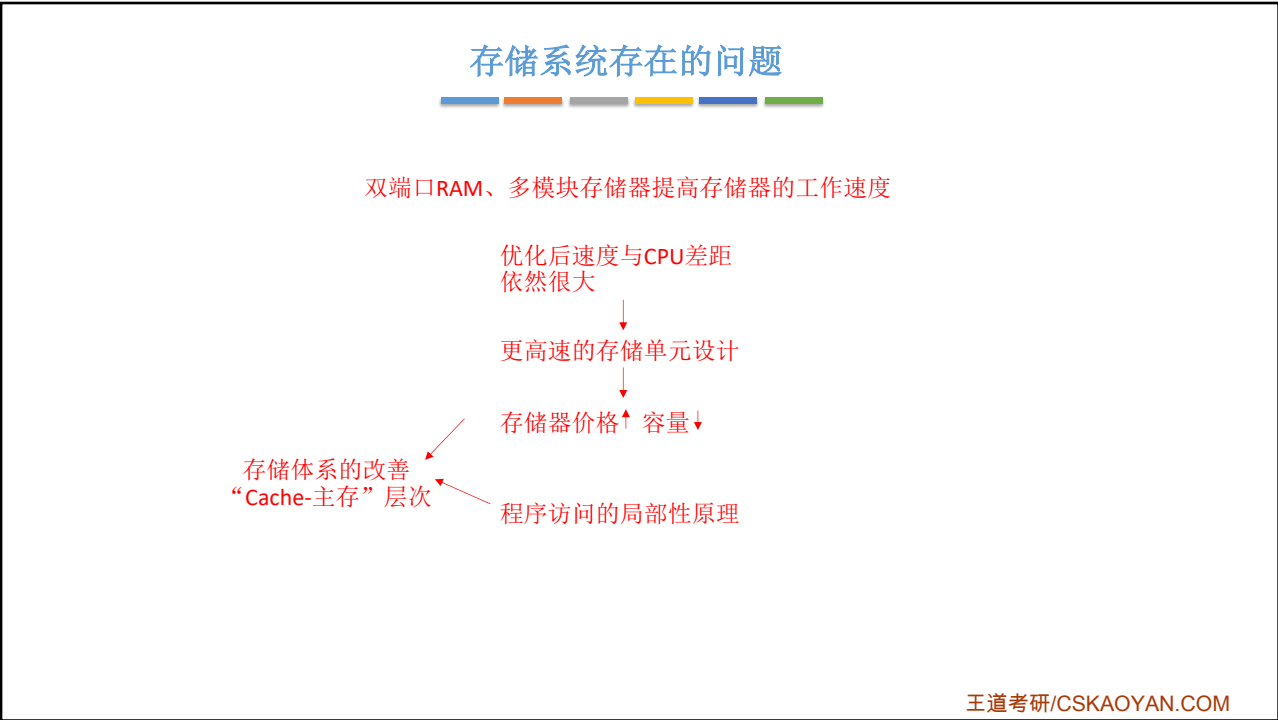 存储系统存在的问题
双端口RAM、多模块存储器提高存储器的工作速度
优化后速度与CPU差距
依然很大
更高速的存储单元设计
存储器价格↑ 容量↓
存储体系的改善
“Cache-主存”层次
程序访问的局部性原理
王道考研/CSKAOYAN.COM